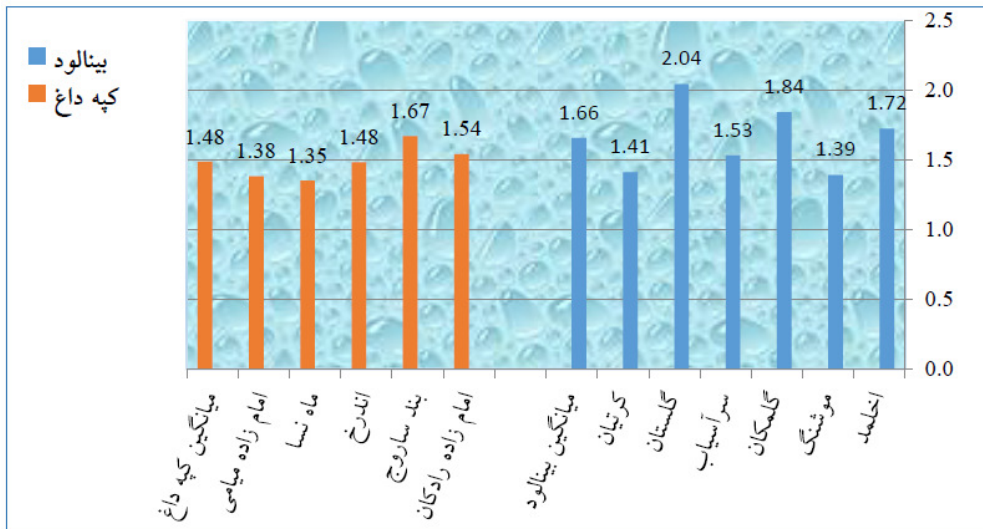 بینالود
کپه داغ
2.5
2.0
1.5
1.0
0.5
0.0
1.72
1.39
1.84
1.53
2.04
1.41
1.66
1.54
1.67
1.48
1.35
1.38
1.48
اخلمد
موشنگ
گلمکان
سرآسیاب
گلستان
کرتیان
میانگین بینالود
امام زاده رادکان
بند ساروج
اندرخ
ماه نسا
امام زاده میامی
میانگین کپه داغ